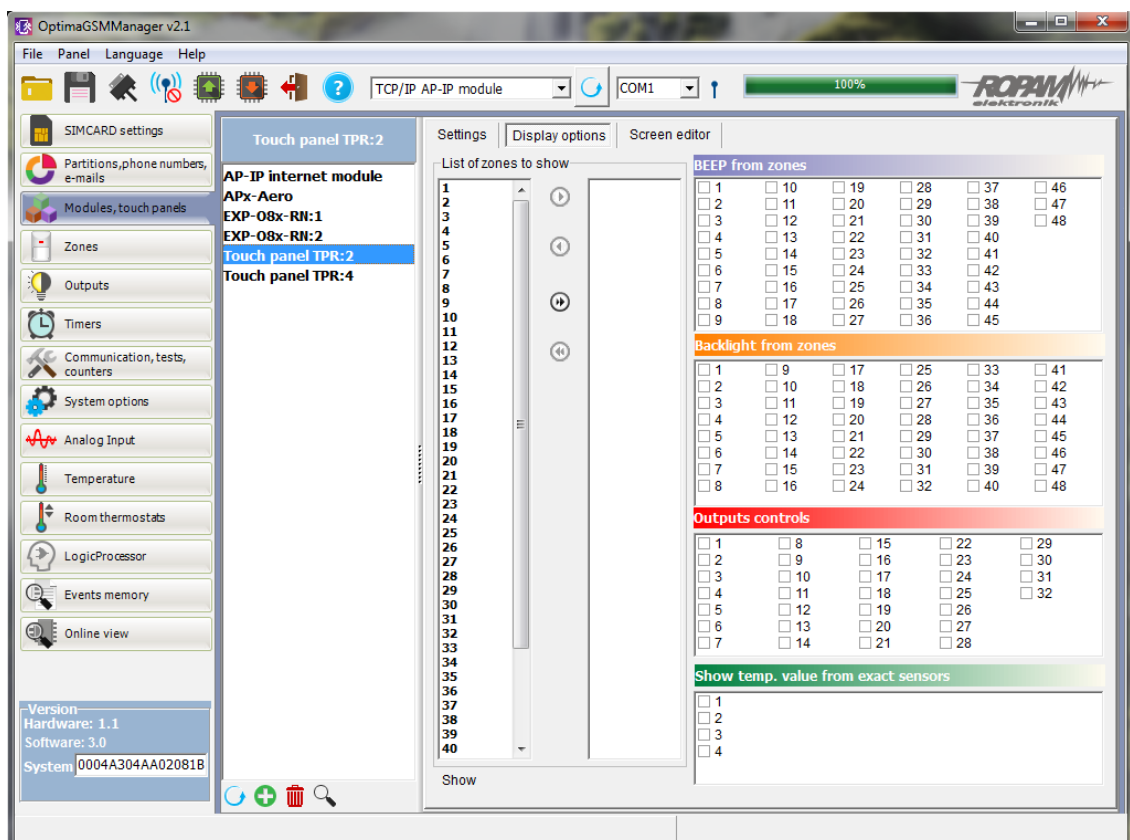 OptimaGSMManager v2.1
File Panel Language Help
TCP/IP AP-IP module
COM1
100%
ROPAM
elektronik
SIMCARD settings
Partitions,phone numbers,
e-mails
Modules, touch panels
Zones
Outputs
Timers
Communication, tests,
counters
System options
Analog Input
Temperature
Room thermostats
LogicProcessor
Events memory
Online view
Version
Hardware: 1.1
Software: 3.0
System 0004A304AA02081B
Touch panel TPR:2
AP-IP internet module
APx-Aero
EXP-O8x-RN:1
EXP-O8x-RN:2
Touch panel TPR:2
Touch panel TPR:4
Settings Display options Screen editor
List of zones to show
1
2
3
4
5
6
7
8
9
10
11
12
13
14
15
16
17
18
19
20
21
22
23
24
25
26
27
28
29
30
31
32
33
34
35
36
37
38
39
40
Show
BEEP from zones
1 10 19 28 37 46
2 11 20 29 38 47
3 12 21 30 39 48
4 13 22 31 40
5 14 23 32 41
6 15 24 33 42
7 16 25 34 43
8 17 26 35 44
9 18 27 36 45
Backlight from zones
1 9 17 25 33 41
2 10 18 26 34 42
3 11 19 27 35 43
4 12 20 28 36 44
5 13 21 29 37 45
6 14 22 30 38 46
7 15 23 31 39 47
8 16 24 32 40 48
Outputs controls
1 8 15 22 29
2 9 16 23 30
3 10 17 24 31
4 11 18 25 32
5 12 19 26
6 13 20 27
7 14 21 28
Show temp. value from exact sensors
1
2
3
4